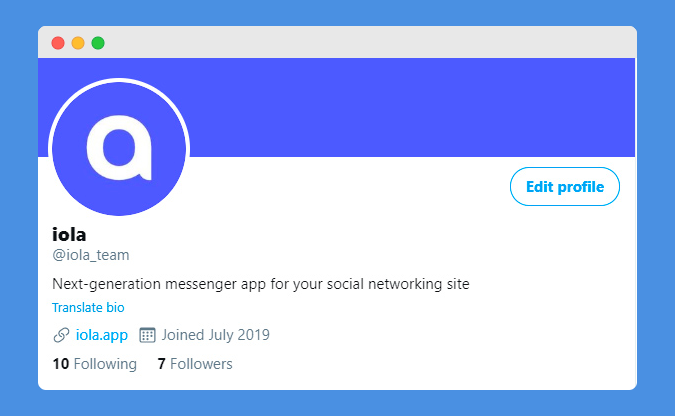 a
Edit profile
iola
@iola_team
Next-generation messenger app for your social networking site
Translate bio
iola.app Joined July 2019
10 Following 7 Followers